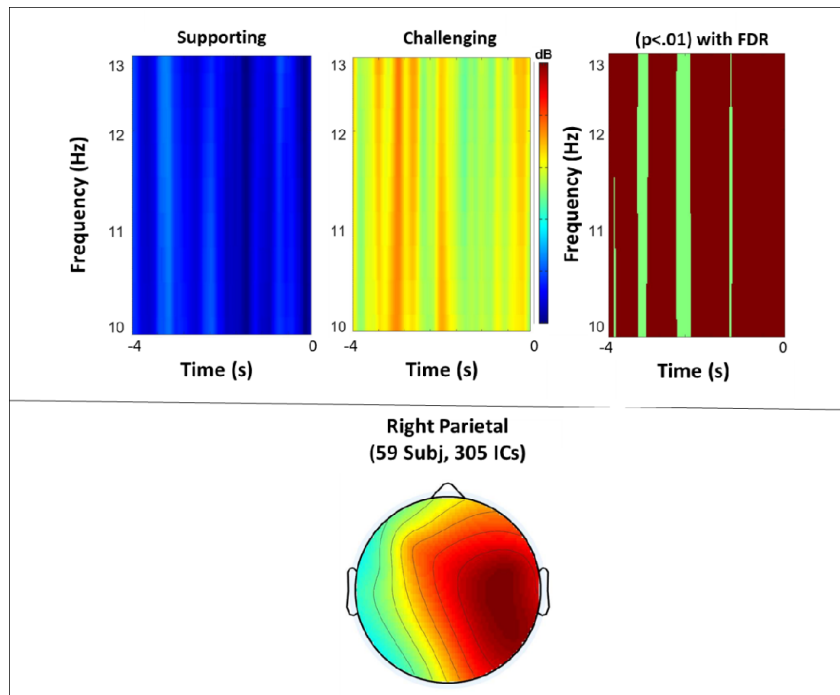 Supporting
Challenging
(p<.01) with FDR
dB
13
12
11
10
Frequency (Hz)
-4
0
Time (s)
13
12
11
10
-4
0
Time (s)
13
12
11
10
Frequency (Hz)
-4
0
Time (s)
Right Parietal
(59 Subj, 305 ICs)